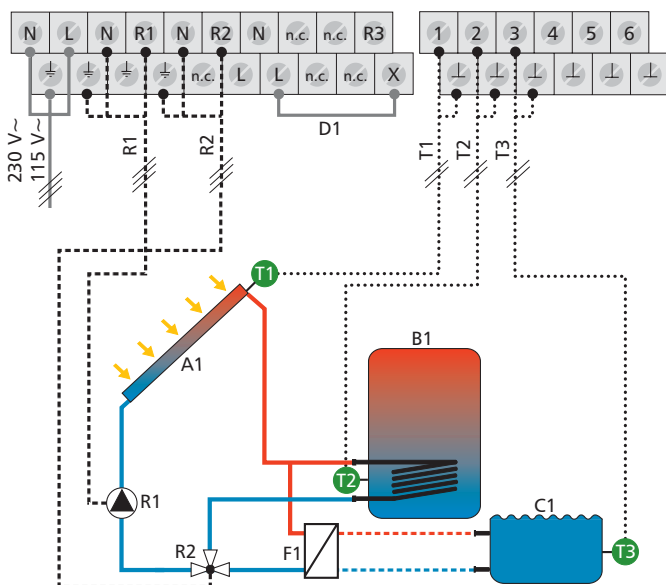 N L N R1 N R2 N n.c. n.c. R3
1 2 3 4 5 6
n.c. L L n.c. n.c. X
D1
230 V~
115 V~
R1
R2
T1
T2
T3
T1
A1
B1
T2
R1
R2
F1
C1
T3